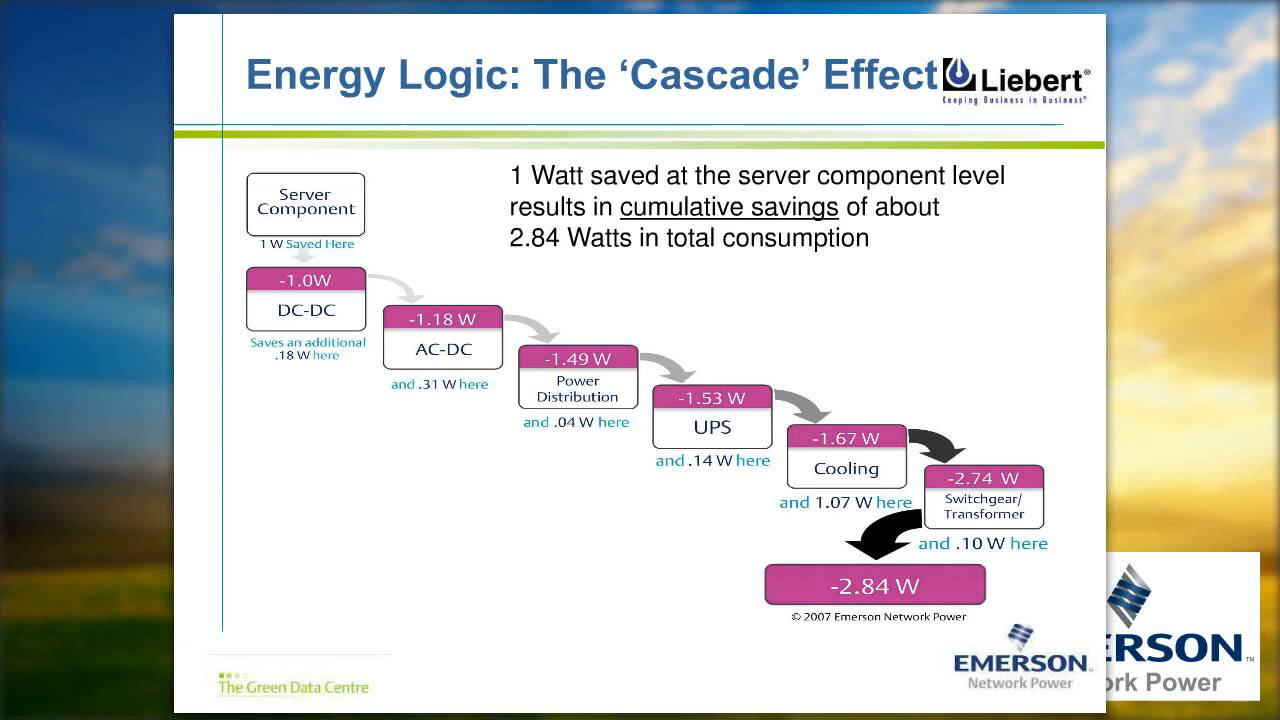 Energy Logic: The ‘Cascade’ Effect
Liebert®
Keeping Business in Business®
1 Watt saved at the server component level
results in cumulative savings of about
2.84 Watts in total consumption
Server
Component
1 W Saved Here
-1.0W
DC-DC
Saves an additional
.18 W here
-1.18 W
AC-DC
and .31 W here
-1.49 W
Power
Distribution
and .04 W here
-1.53 W
UPS
and .14 W here
-1.67 W
Cooling
and 1.07 W here
-2.74 W
Switchgear/
Transformer
and .10 W here
-2.84 W
© 2007 Emerson Network Power
The Green Data Centre
EMERSON™
Network Power
ERSON™
ork Power